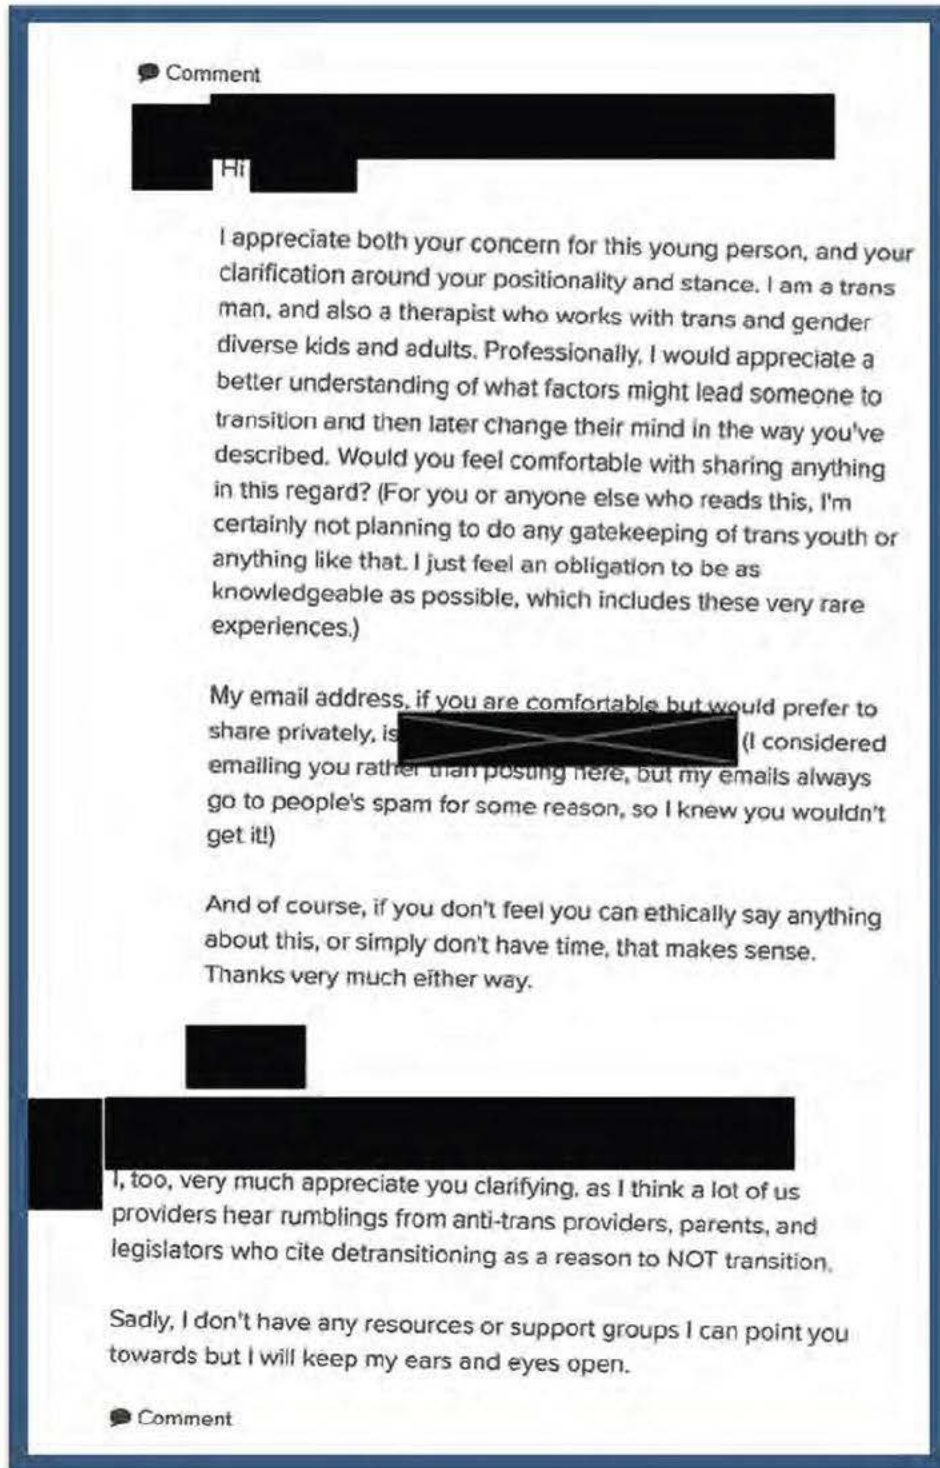 Comment
Hi
I appreciate both your concern for this young person, and your
clarification around your positionality and stance. I am a trans
man, and also a therapist who works with trans and gender
diverse kids and adults. Professionally, I would appreciate a
better understanding of what factors might lead someone to
transition and then later change their mind in the way you've
described. Would you feel comfortable with sharing anything
in this regard? (For you or anyone else who reads this, I'm
certainly not planning to do any gatekeeping of trans youth or
anything like that. I just feel an obligation to be as
knowledgeable as possible, which includes these very rare
experiences.)
My email address, if you are comfortable but would prefer to
share privately, is (I considered
emailing you rather than posting here, but my emails always
go to people's spam for some reason, so I knew you wouldn't
get it!)
And of course, if you don't feel you can ethically say anything
about this, or simply don't have time, that makes sense.
Thanks very much either way.
I, too, very much appreciate you clarifying, as I think a lot of us
providers hear rumblings from anti-trans providers, parents, and
legislators who cite detransitioning as a reason to NOT transition.
Sadly, I don't have any resources or support groups I can point you
towards but I will keep my ears and eyes open.
Comment